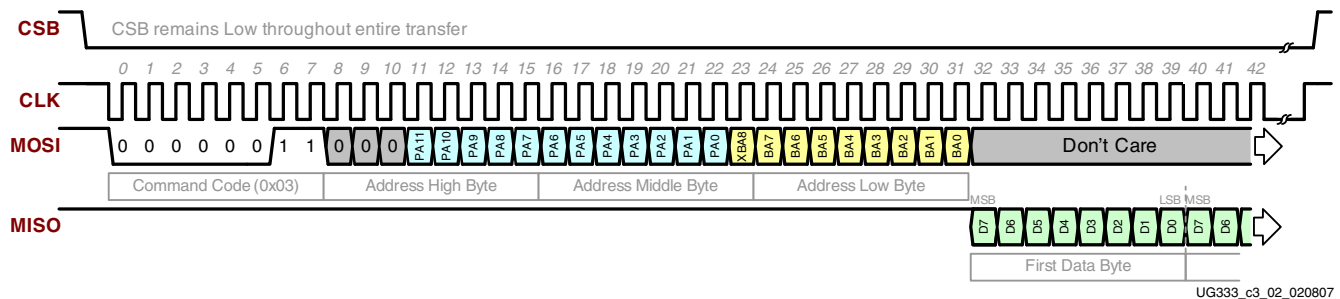 CSB CSB remains Low throughout entire transfer
0 1 2 3 4 5 6 7 8 9 10 11 12 13 14 15 16 17 18 19 20 21 22 23 24 25 26 27 28 29 30 31 32 33 34 35 36 37 38 39 40 41 42
CLK
MOSI 0 0 0 0 0 0 1 1 0 0 0 PA11 PA10 PA9 PA8 PA7 PA6 PA5 PA4 PA3 PA2 PA1 PA0 XBA8 BA7 BA6 BA5 BA4 BA3 BA2 BA1 BA0 Don't Care
Command Code (0x03) Address High Byte Address Middle Byte Address Low Byte
MSB LSB MSB
MISO D7 D6 D5 D4 D3 D2 D1 D0 D7 D6
First Data Byte
UG333_c3_02_020807